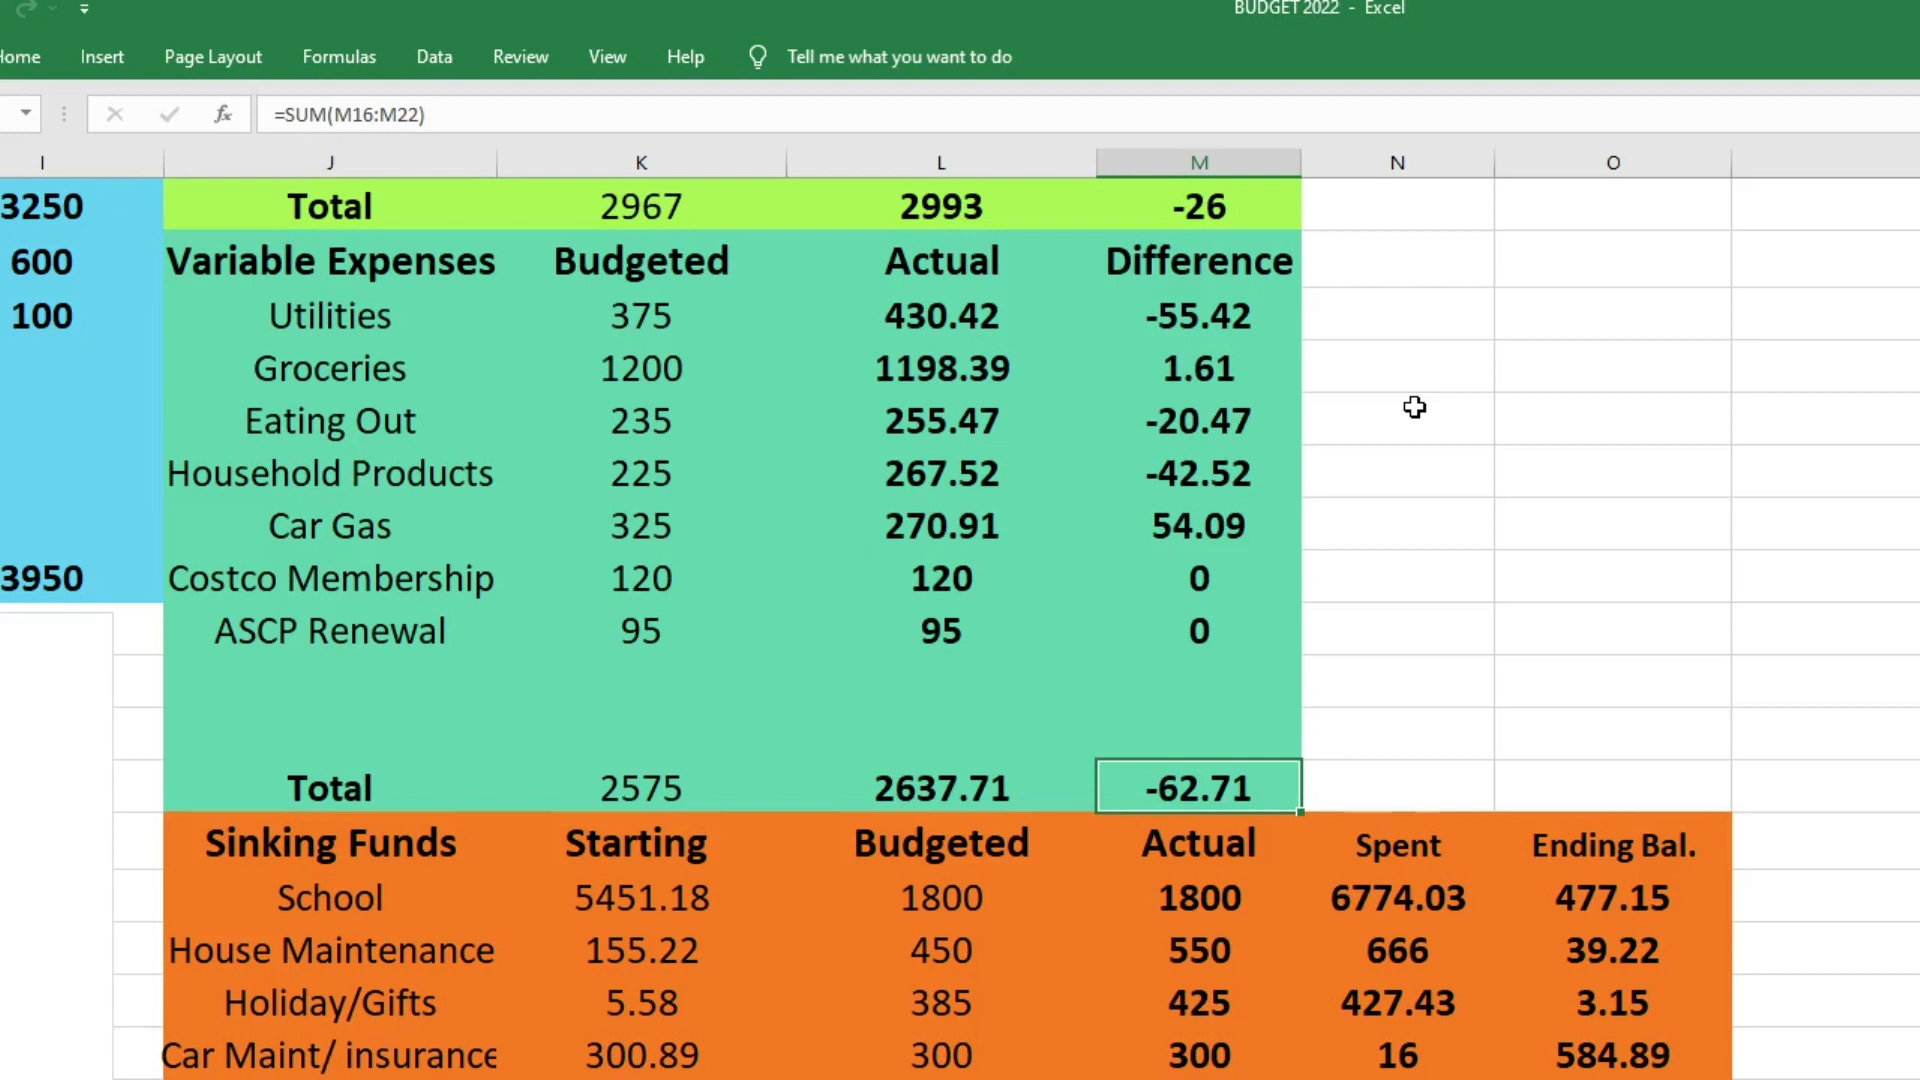 BUDGET 2022 - Excel
Home Insert Page Layout Formulas Data Review View Help Tell me what you want to do
fx =SUM(M16:M22)
I J K L M N O
3250 Total 2967 2993 -26
600 Variable Expenses Budgeted Actual Difference
100 Utilities 375 430.42 -55.42
Groceries 1200 1198.39 1.61
Eating Out 235 255.47 -20.47
Household Products 225 267.52 -42.52
Car Gas 325 270.91 54.09
3950 Costco Membership 120 120 0
ASCP Renewal 95 95 0
Total 2575 2637.71 -62.71
Sinking Funds Starting Budgeted Actual Spent Ending Bal.
School 5451.18 1800 1800 6774.03 477.15
House Maintenance 155.22 450 550 666 39.22
Holiday/Gifts 5.58 385 425 427.43 3.15
Car Maint/ insurance 300.89 300 300 16 584.89